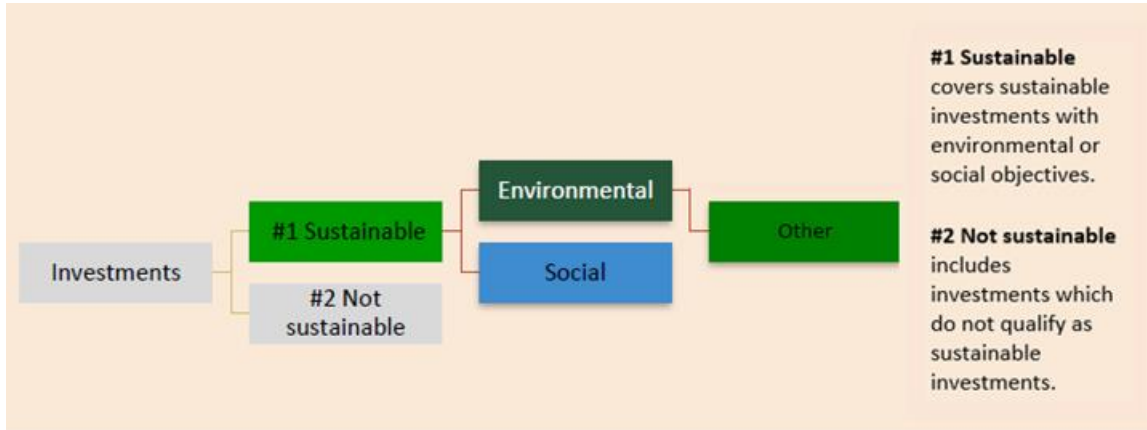 Investments
#1 Sustainable
#2 Not
sustainable
Environmental
Social
Other
#1 Sustainable
covers sustainable
investments with
environmental or
social objectives.
#2 Not sustainable
includes
investments which
do not qualify as
sustainable
investments.